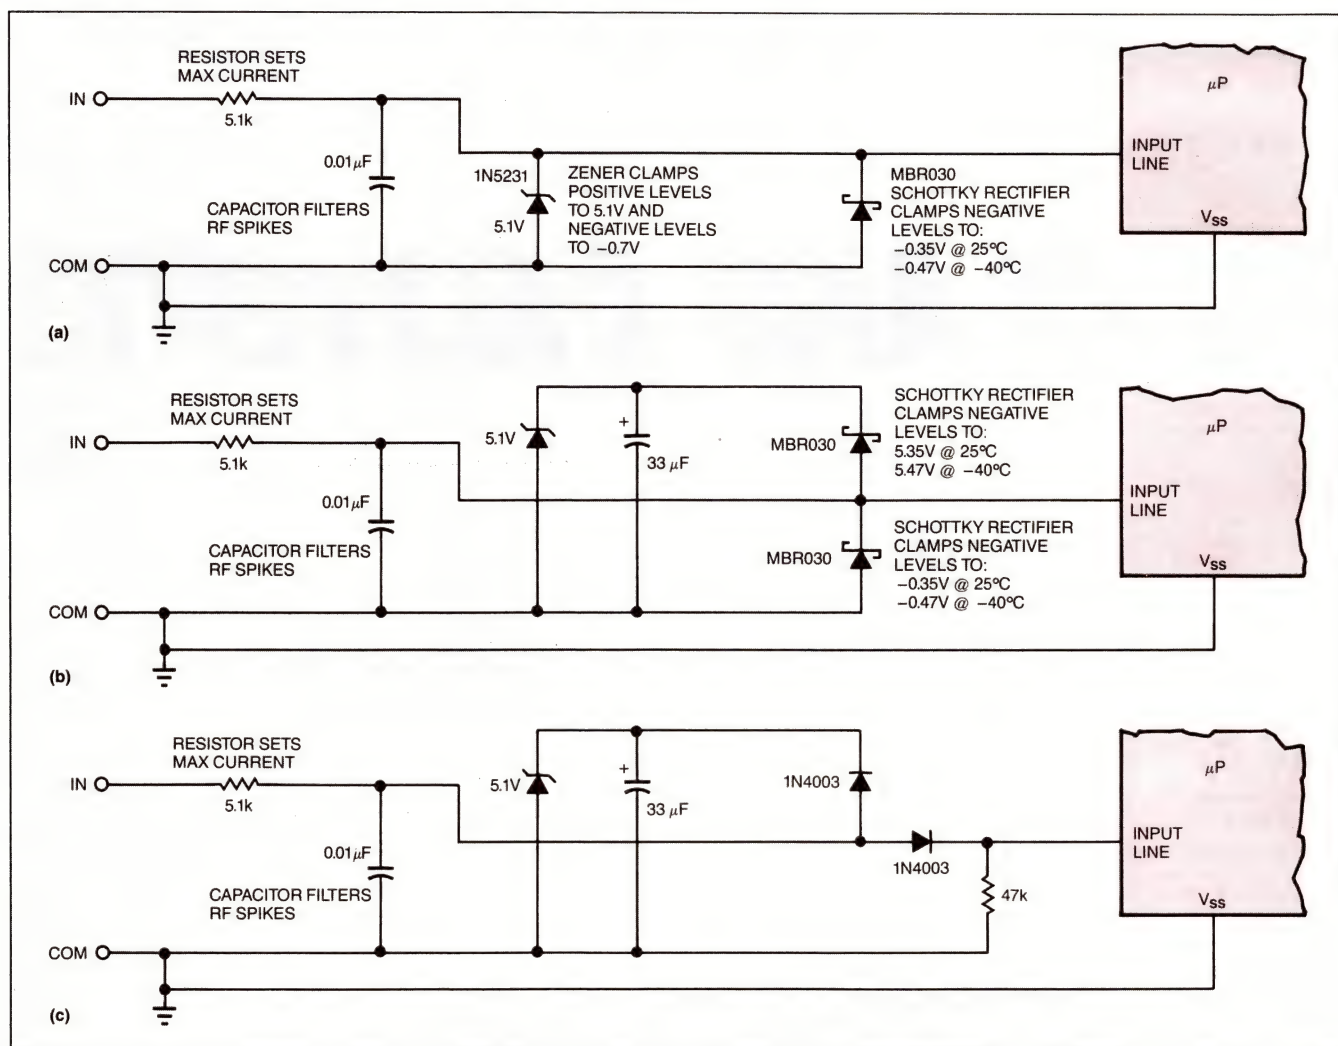 RESISTOR SETS
MAX CURRENT
IN
5.1k
0.01μF
CAPACITOR FILTERS
RF SPIKES
1N5231
5.1V
ZENER CLAMPS
POSITIVE LEVELS
TO 5.1V AND
NEGATIVE LEVELS
TO −0.7V
MBR030
SCHOTTKY RECTIFIER
CLAMPS NEGATIVE
LEVELS TO:
−0.35V @ 25°C
−0.47V @ −40°C
μP
INPUT
LINE
VSS
COM
(a)
RESISTOR SETS
MAX CURRENT
IN
5.1k
0.01μF
CAPACITOR FILTERS
RF SPIKES
5.1V
+
33 μF
MBR030
SCHOTTKY RECTIFIER
CLAMPS NEGATIVE
LEVELS TO:
5.35V @ 25°C
5.47V @ −40°C
MBR030
SCHOTTKY RECTIFIER
CLAMPS NEGATIVE
LEVELS TO:
−0.35V @ 25°C
−0.47V @ −40°C
μP
INPUT
LINE
VSS
COM
(b)
RESISTOR SETS
MAX CURRENT
IN
5.1k
0.01μF
CAPACITOR FILTERS
RF SPIKES
5.1V
+
33 μF
1N4003
1N4003
47k
μP
INPUT
LINE
VSS
COM
(c)